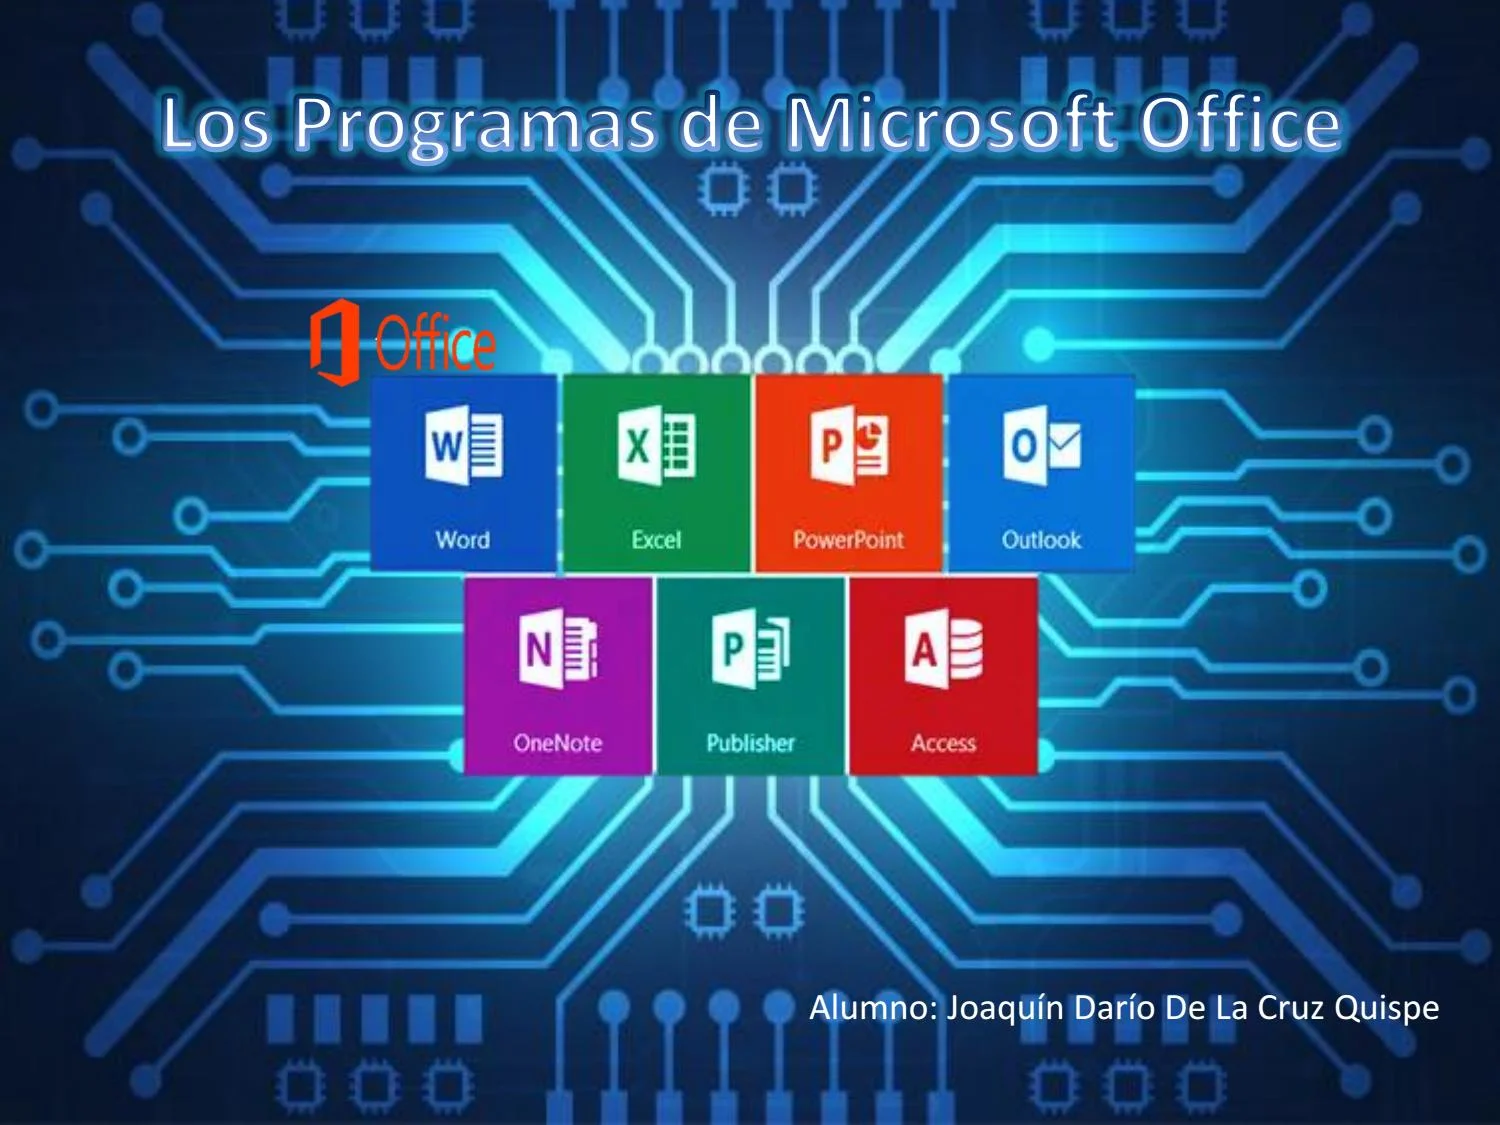 Los Programas de Microsoft Office
Office
W X P O
Word Excel PowerPoint Outlook
N P A
OneNote Publisher Access
Alumno: Joaquín Darío De La Cruz Quispe